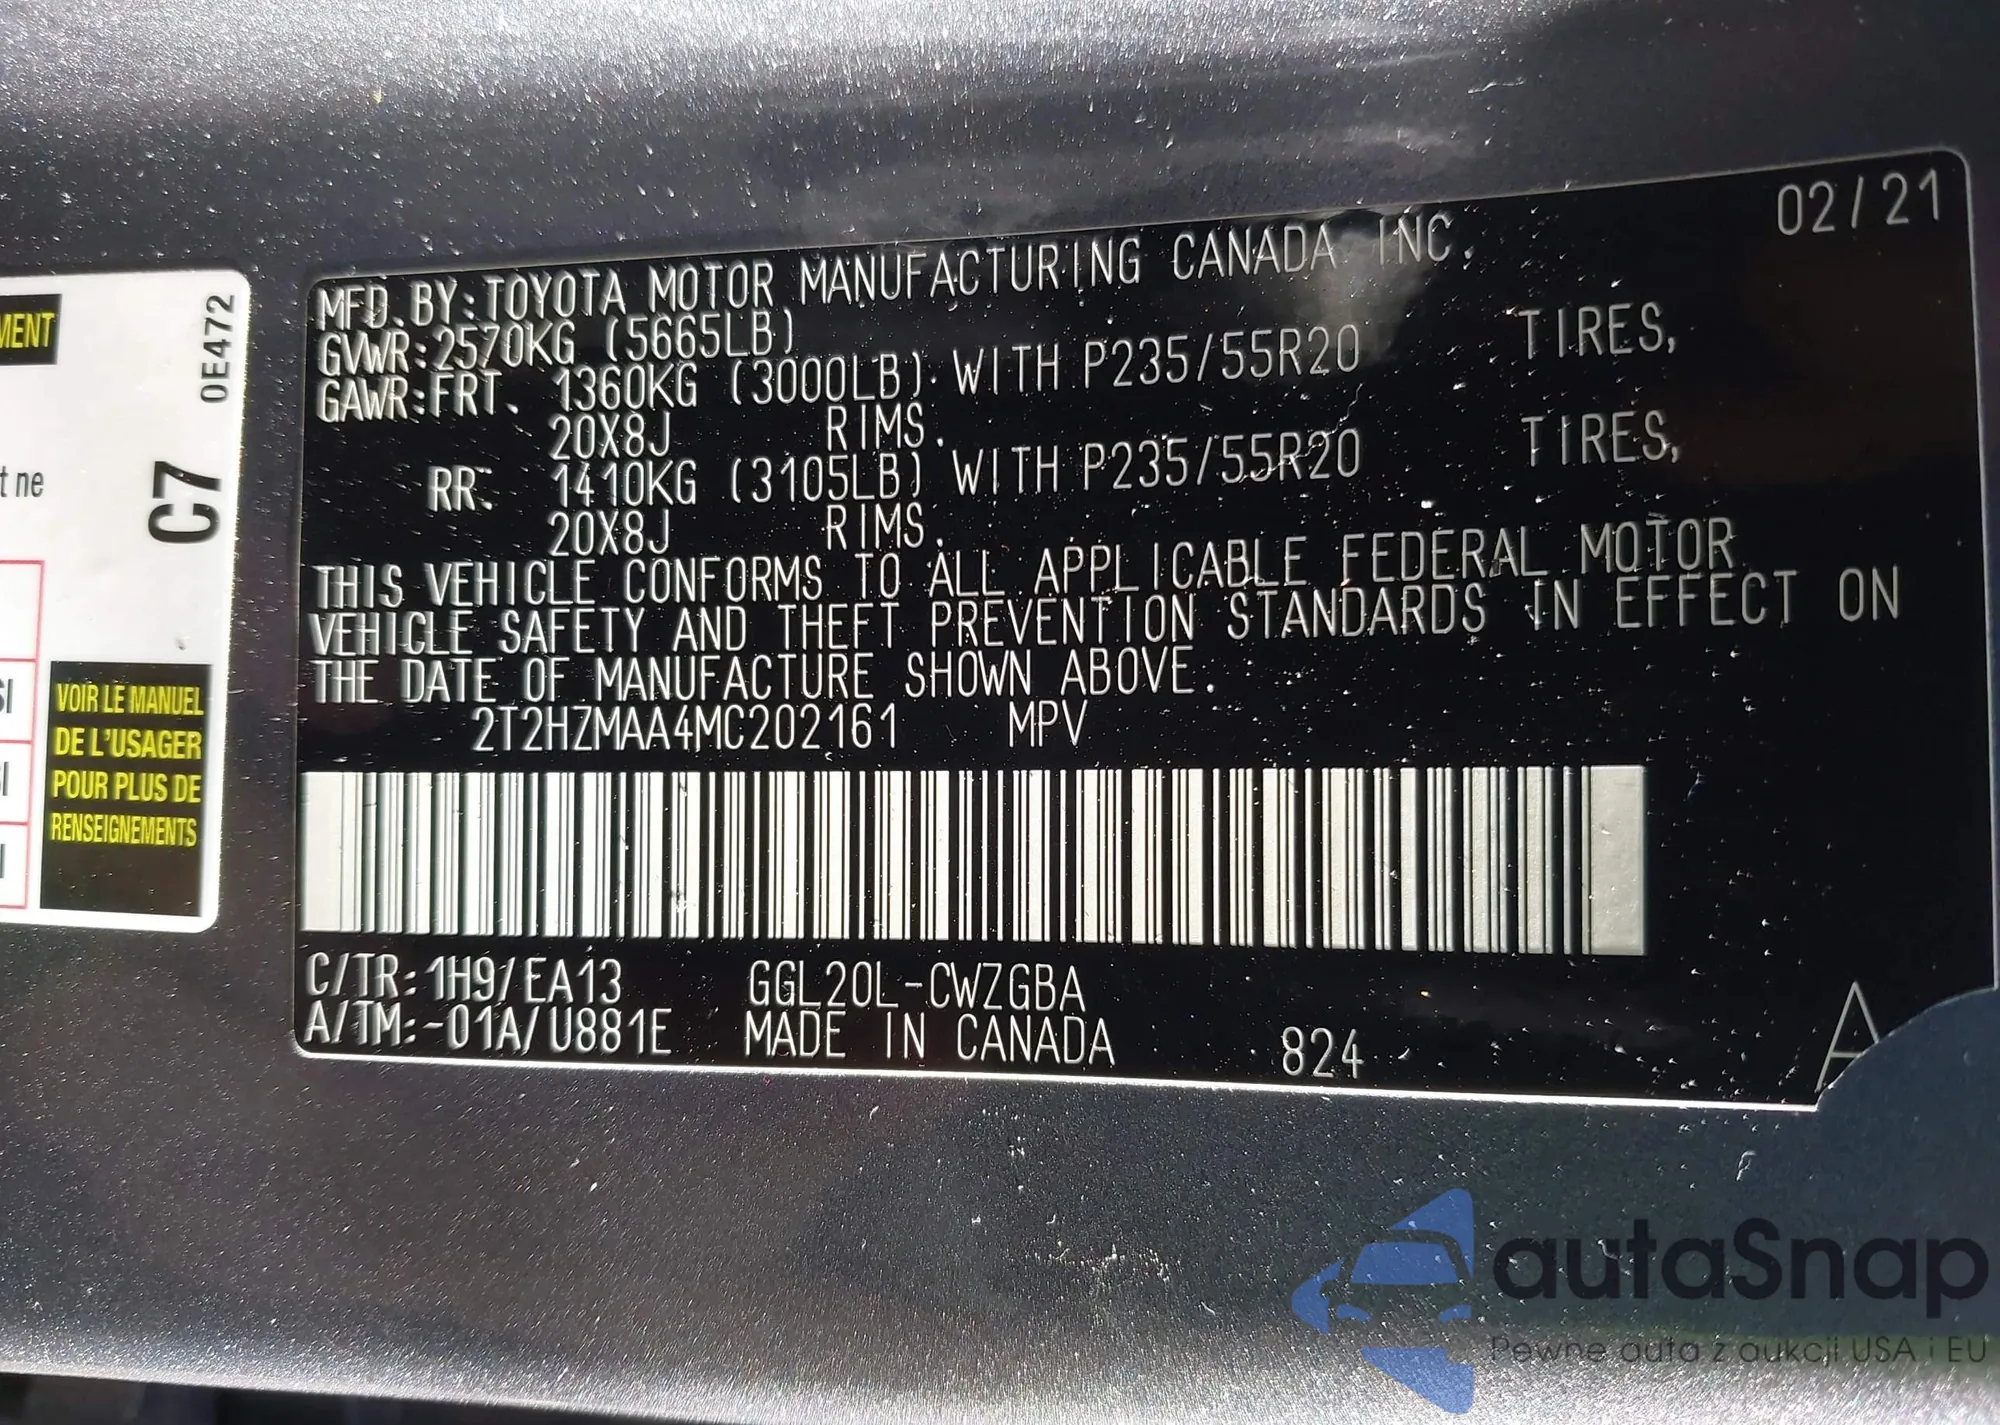 02/21
MFD. BY: TOYOTA MOTOR MANUFACTURING CANADA INC.
GVWR: 2570KG (5665LB)
GAWR: FRT. 1360KG (3000LB) WITH P235/55R20 TIRES,
20X8J RIMS.
RR. 1410KG (3105LB) WITH P235/55R20 TIRES,
20X8J RIMS.
THIS VEHICLE CONFORMS TO ALL APPLICABLE FEDERAL MOTOR
VEHICLE SAFETY AND THEFT PREVENTION STANDARDS IN EFFECT ON
THE DATE OF MANUFACTURE SHOWN ABOVE.
2T2HZMAA4MC202161 MPV
C/TR: 1H9/EA13 GGL20L-CWZGBA
A/TM: -01A/U881E MADE IN CANADA 824
A
0E472
C7
t ne
VOIR LE MANUEL
DE L'USAGER
POUR PLUS DE
RENSEIGNEMENTS
autaSnap
Pewne auta z aukcji USA i EU